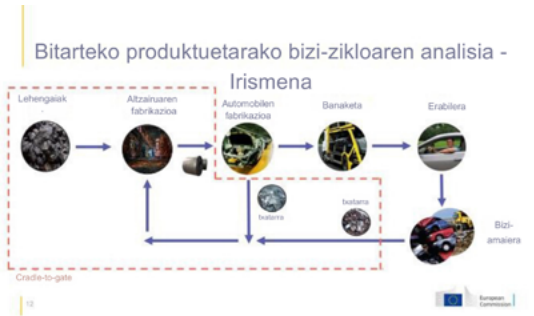 Bitarteko produktuetarako bizi-zikloaren analisia -
Irismena
Lehengaiak
Altzairuaren
fabrikazioa
Automobilen
fabrikazioa
Banaketa
Erabilera
txatarra
txatarra
Bizi-
amaiera
Cradle-to-gate
12
European
Commission